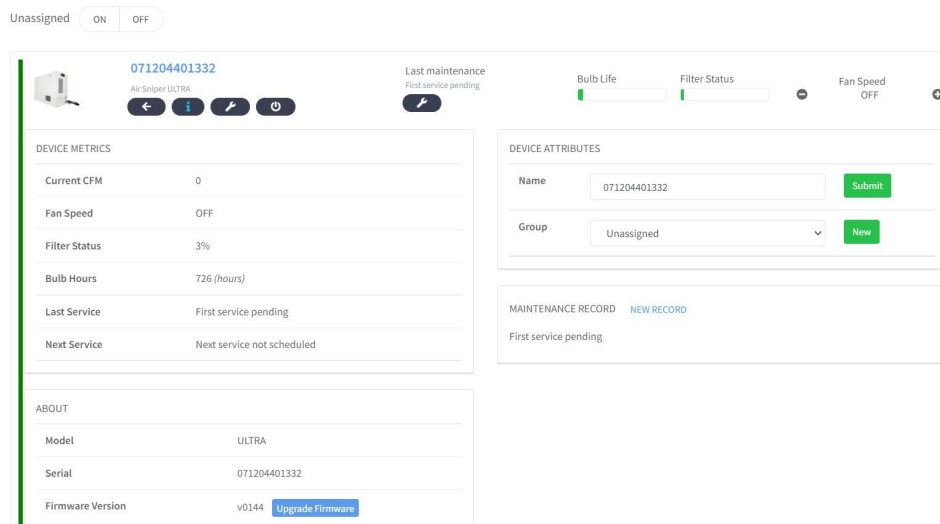 Unassigned ON OFF
071204401332
Air Sniper ULTRA
Last maintenance
First service pending
Bulb Life
Filter Status
Fan Speed
OFF
DEVICE METRICS
Current CFM 0
Fan Speed OFF
Filter Status 3%
Bulb Hours 726 (hours)
Last Service First service pending
Next Service Next service not scheduled
DEVICE ATTRIBUTES
Name 071204401332 Submit
Group Unassigned New
MAINTENANCE RECORD NEW RECORD
First service pending
ABOUT
Model ULTRA
Serial 071204401332
Firmware Version v0144 Upgrade Firmware